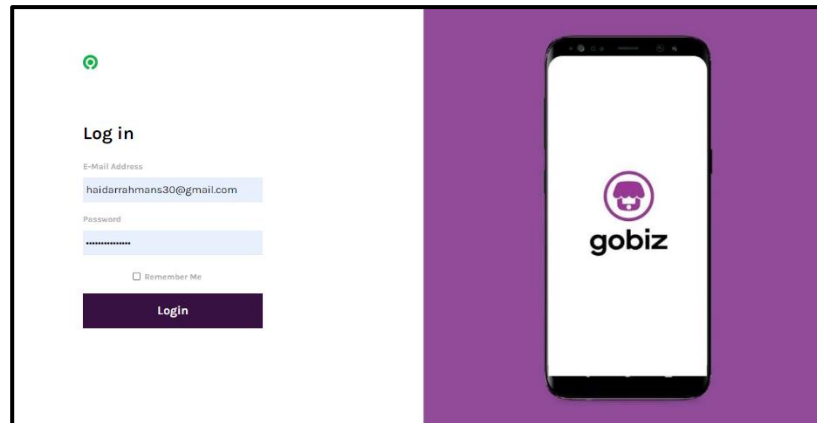 Log in
E-Mail Address
haidarrahmans30@gmail.com
Password
Remember Me
Login
gobiz